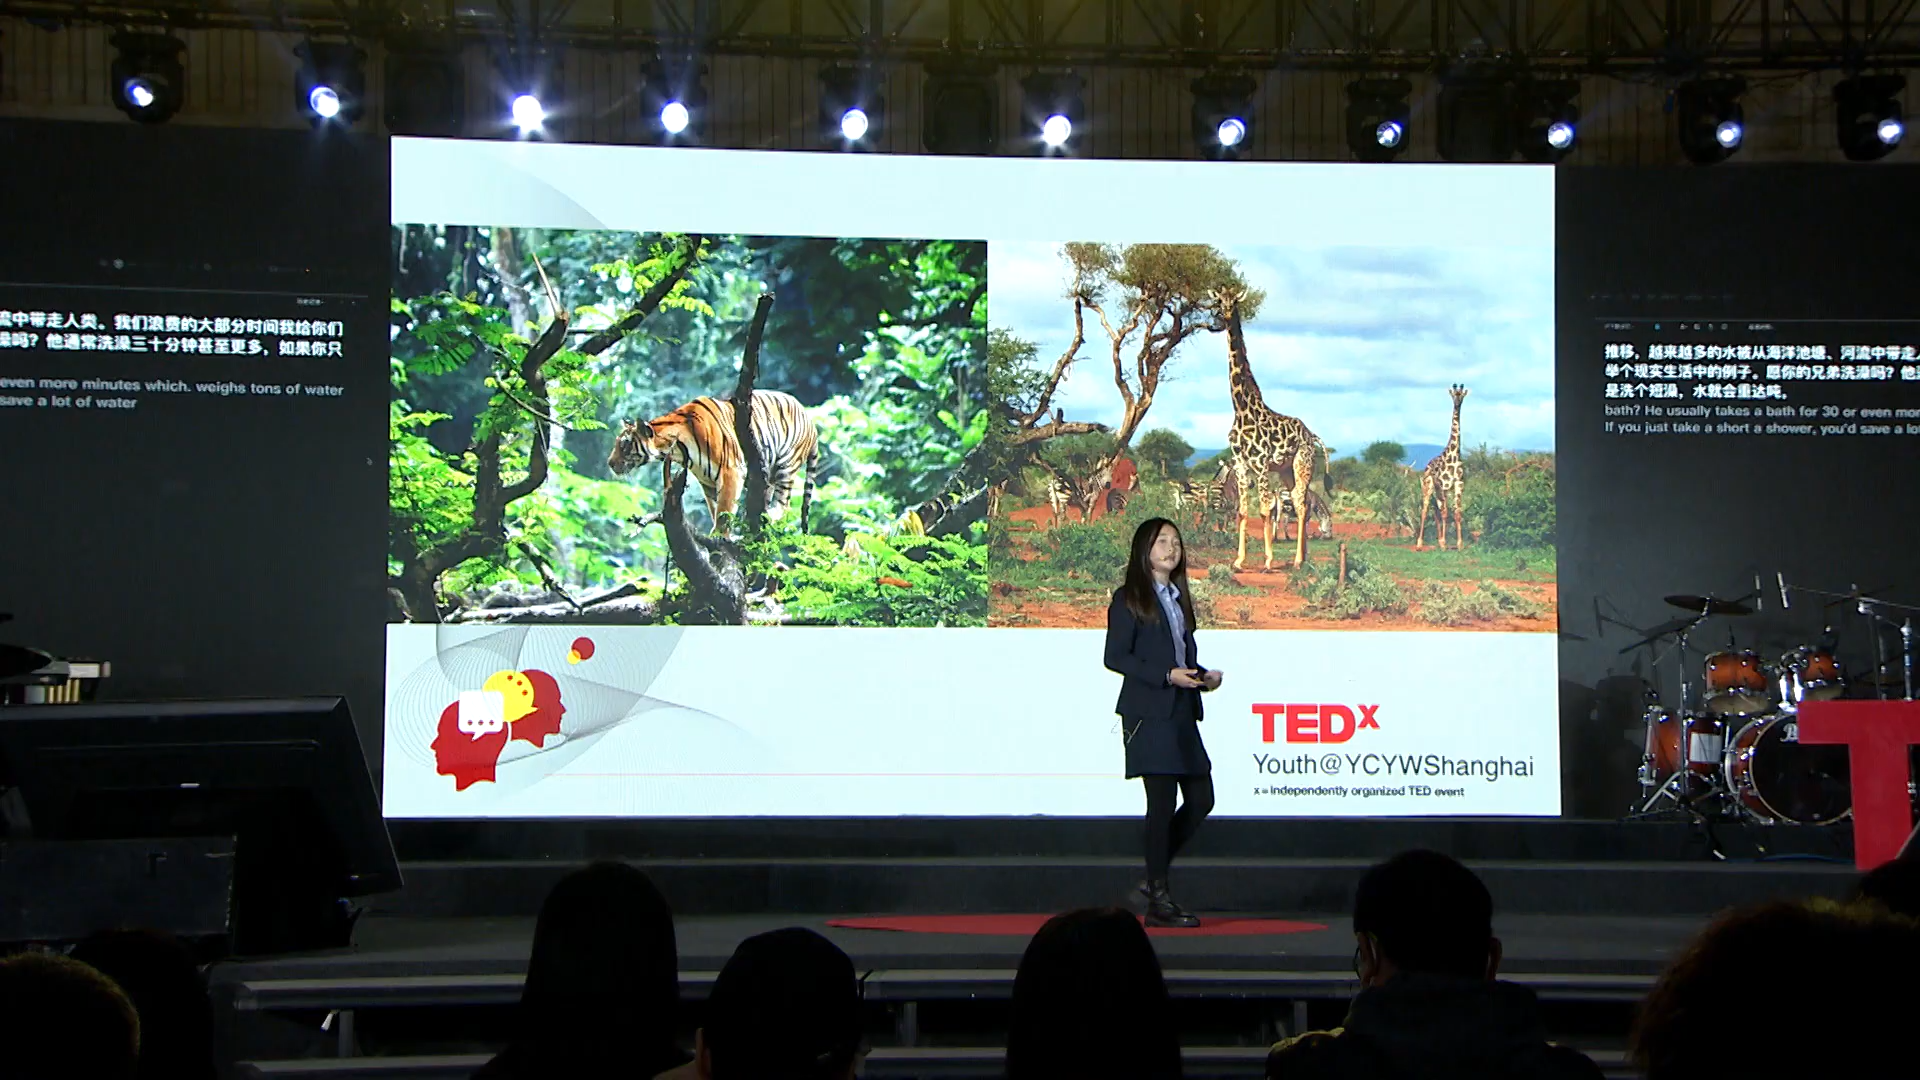 流中带走人类。我们浪费的大部分时间我给你们
澡吗？他通常洗澡三十分钟甚至更多，如果你只
even more minutes which. weighs tons of water
save a lot of water
推移，越来越多的水被从海洋池塘、河流中带走人
举个现实生活中的例子。愿你的兄弟洗澡吗？他
是洗个短澡，水就会重达吨。
bath? He usually takes a bath for 30 or even mor
If you just take a short a shower, you'd save a lo
TEDx
Youth@YCYWShanghai
x = independently organized TED event
T